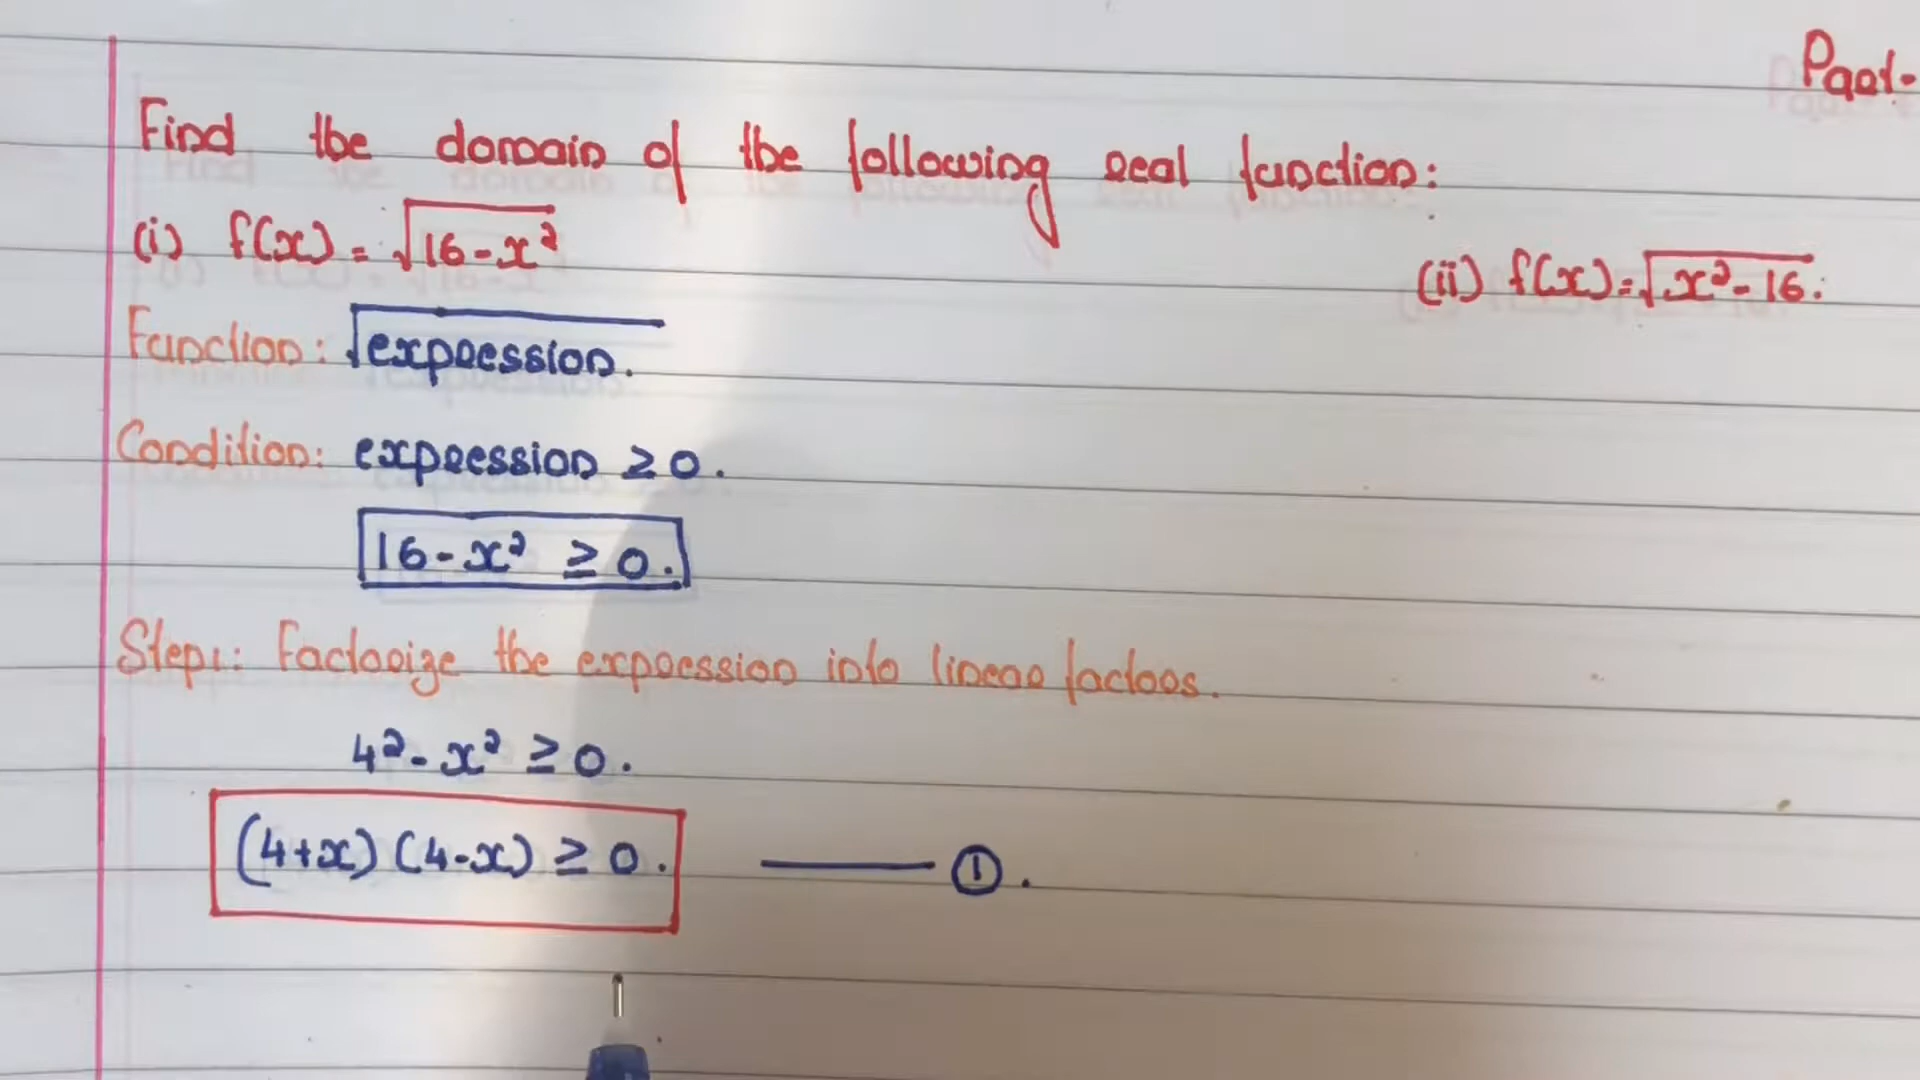 Part-
Find the domain of the following real function:
(i) f(x) = √16-x²
(ii) f(x) = √x²-16.
Function: √expression.
Condition: expression ≥ 0.
16-x² ≥ 0.
Step1: Factorize the expression into linear factors.
4²-x² ≥ 0.
(4+x)(4-x) ≥ 0. ——— ①.